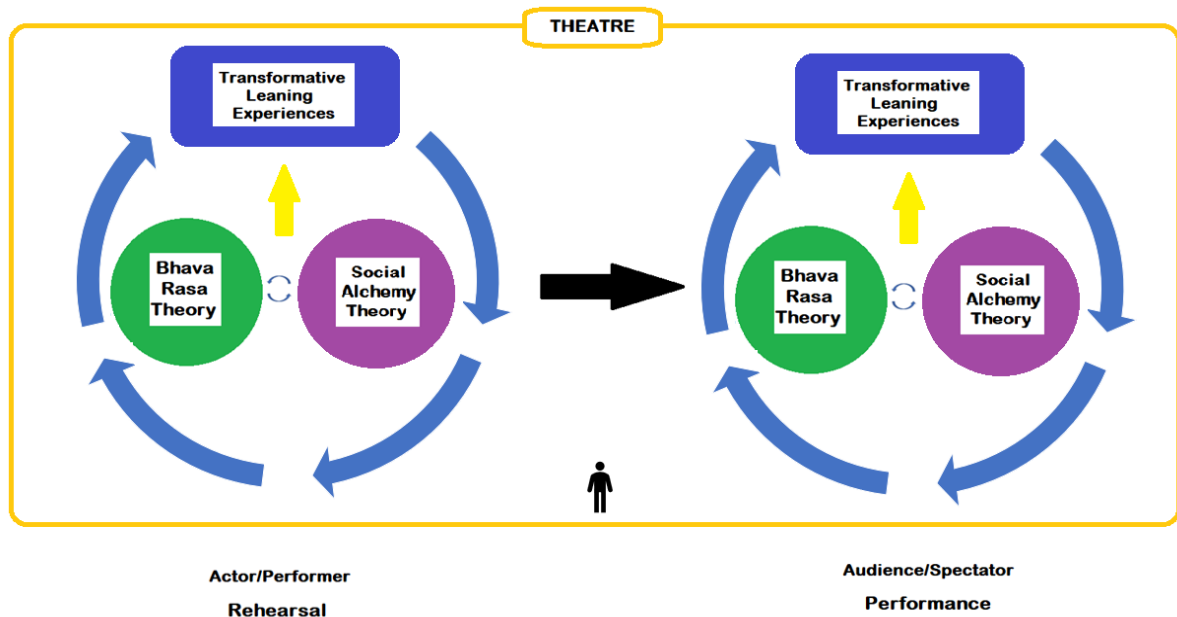 THEATRE
Transformative
Leaning
Experiences
Bhava
Rasa
Theory
Social
Alchemy
Theory
Transformative
Leaning
Experiences
Bhava
Rasa
Theory
Social
Alchemy
Theory
Actor/Performer
Rehearsal
Audience/Spectator
Performance